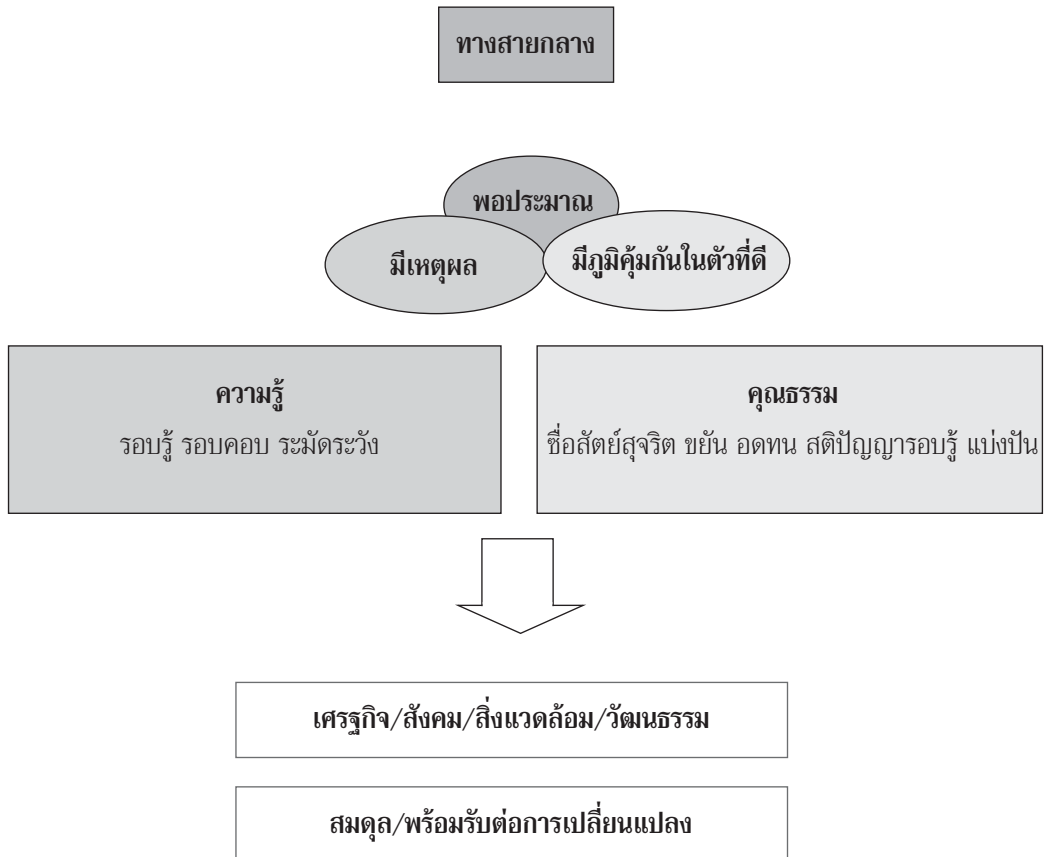 ทางสายกลาง
พอประมาณ
มีเหตุผล
มีภูมิคุ้มกันในตัวที่ดี
ความรู้
รอบรู้ รอบคอบ ระมัดระวัง
คุณธรรม
ซื่อสัตย์สุจริต ขยัน อดทน สติปัญญารอบรู้ แบ่งปัน
เศรฐกิจ/สังคม/สิ่งแวดล้อม/วัฒนธรรม
สมดุล/พร้อมรับต่อการเปลี่ยนแปลง